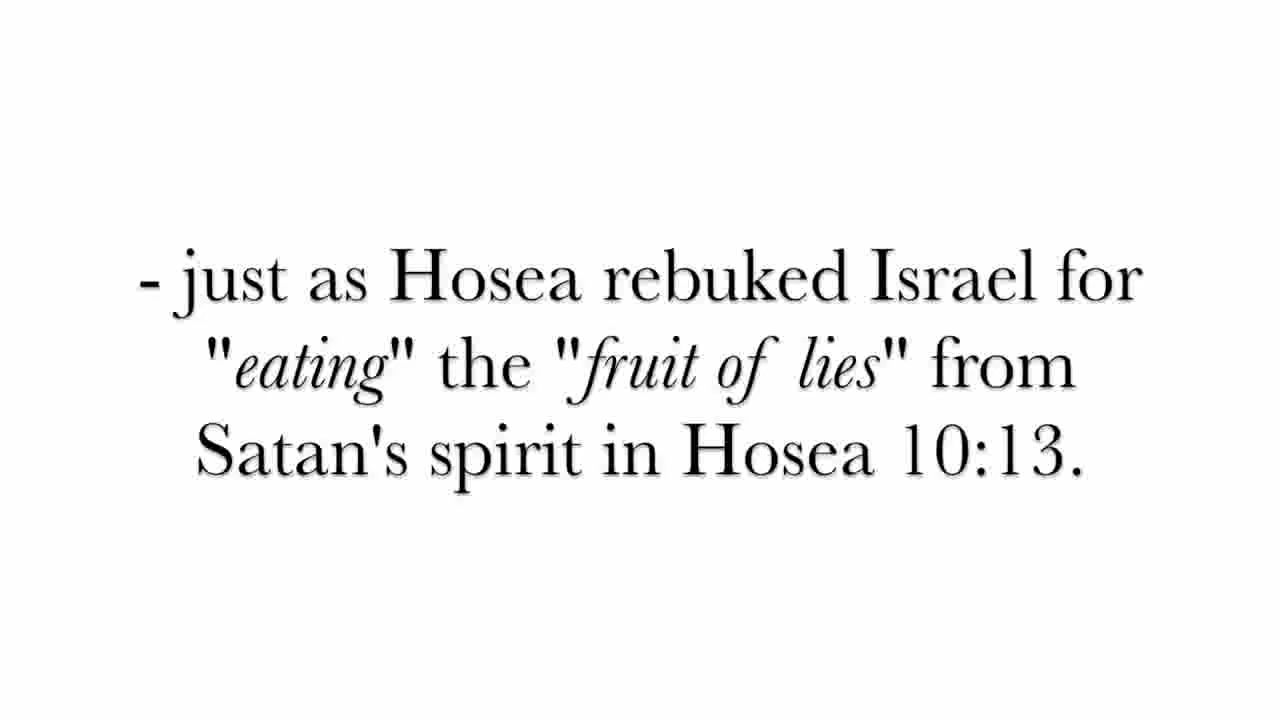 - just as Hosea rebuked Israel for
"eating" the "fruit of lies" from
Satan's spirit in Hosea 10:13.